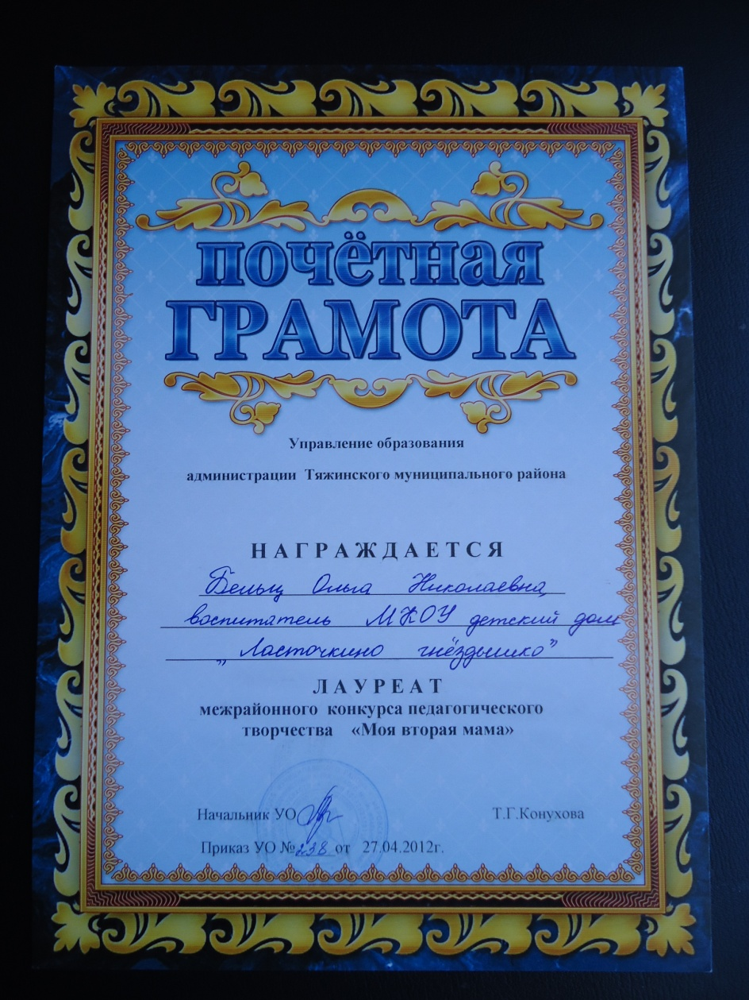 почётная
ГРАМОТА
Управление образования
администрации Тяжинского муниципального района
НАГРАЖДАЕТСЯ
Бельц Ольга Николаевна,
воспитатель МКОУ детский дом
„Ласточкино гнёздышко”
ЛАУРЕАТ
межрайонного конкурса педагогического
творчества «Моя вторая мама»
Начальник УО Т.Г.Конухова
Приказ УО №238 от 27.04.2012г.